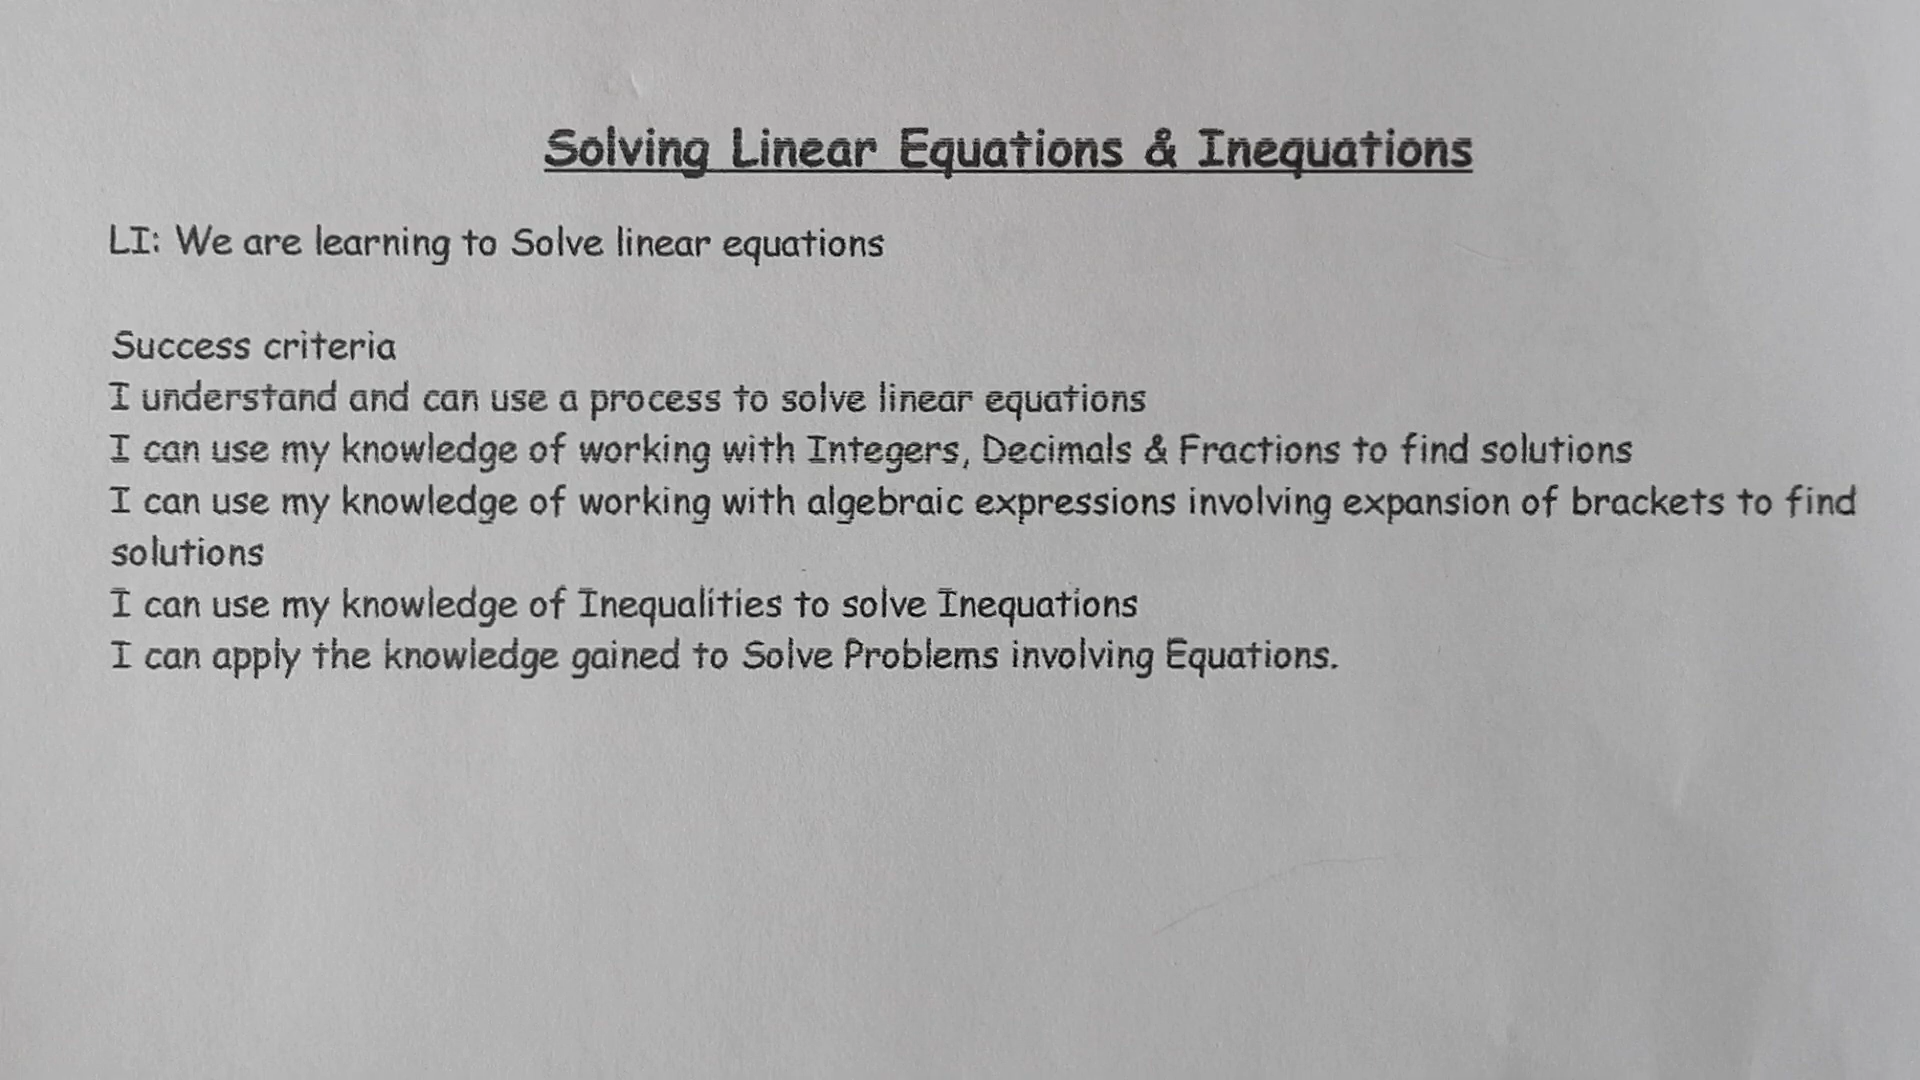 Solving Linear Equations & Inequations
LI: We are learning to Solve linear equations
Success criteria
I understand and can use a process to solve linear equations
I can use my knowledge of working with Integers, Decimals & Fractions to find solutions
I can use my knowledge of working with algebraic expressions involving expansion of brackets to find
solutions
I can use my knowledge of Inequalities to solve Inequations
I can apply the knowledge gained to Solve Problems involving Equations.